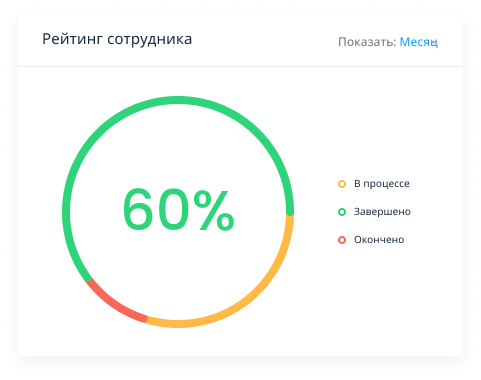 Рейтинг сотрудника
Показать: Месяц
60%
В процессе
Завершено
Окончено